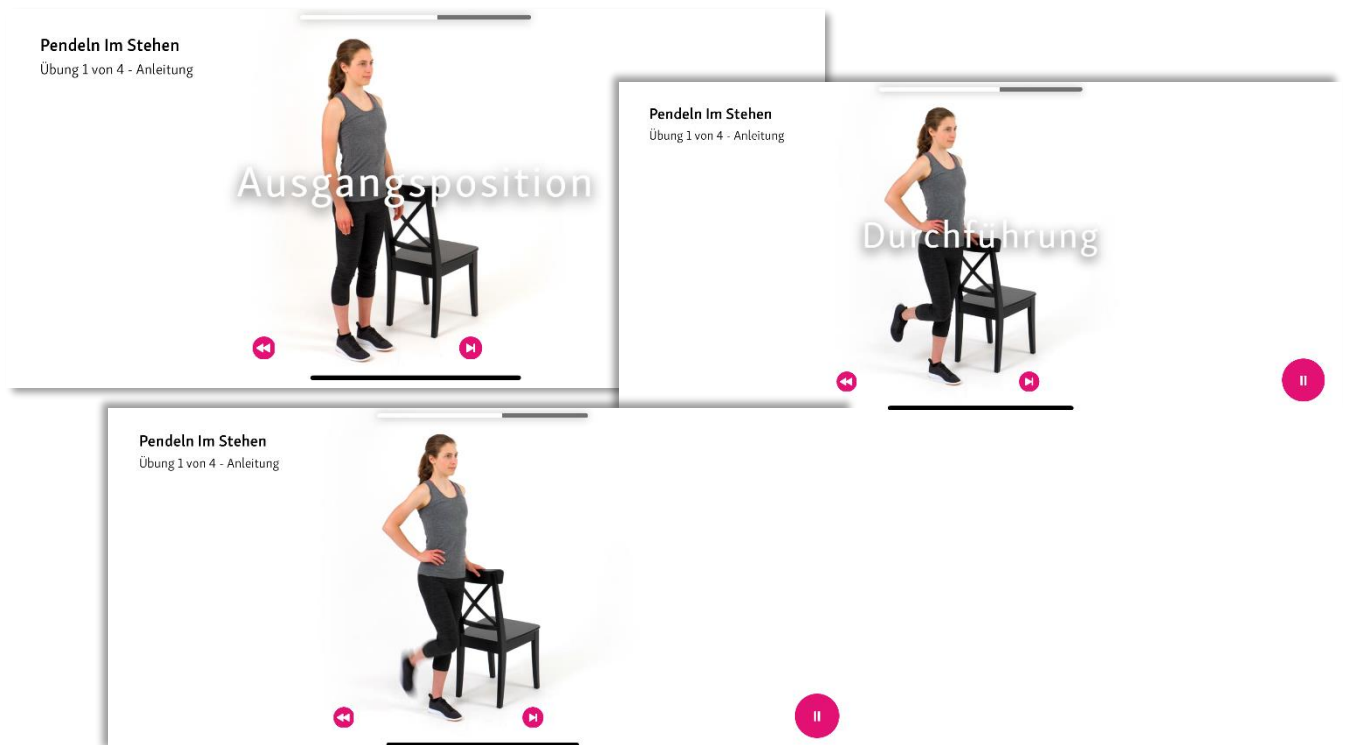 Pendeln Im Stehen
Übung 1 von 4 - Anleitung
Ausgangsposition
Pendeln Im Stehen
Übung 1 von 4 - Anleitung
Durchführung
Pendeln Im Stehen
Übung 1 von 4 - Anleitung